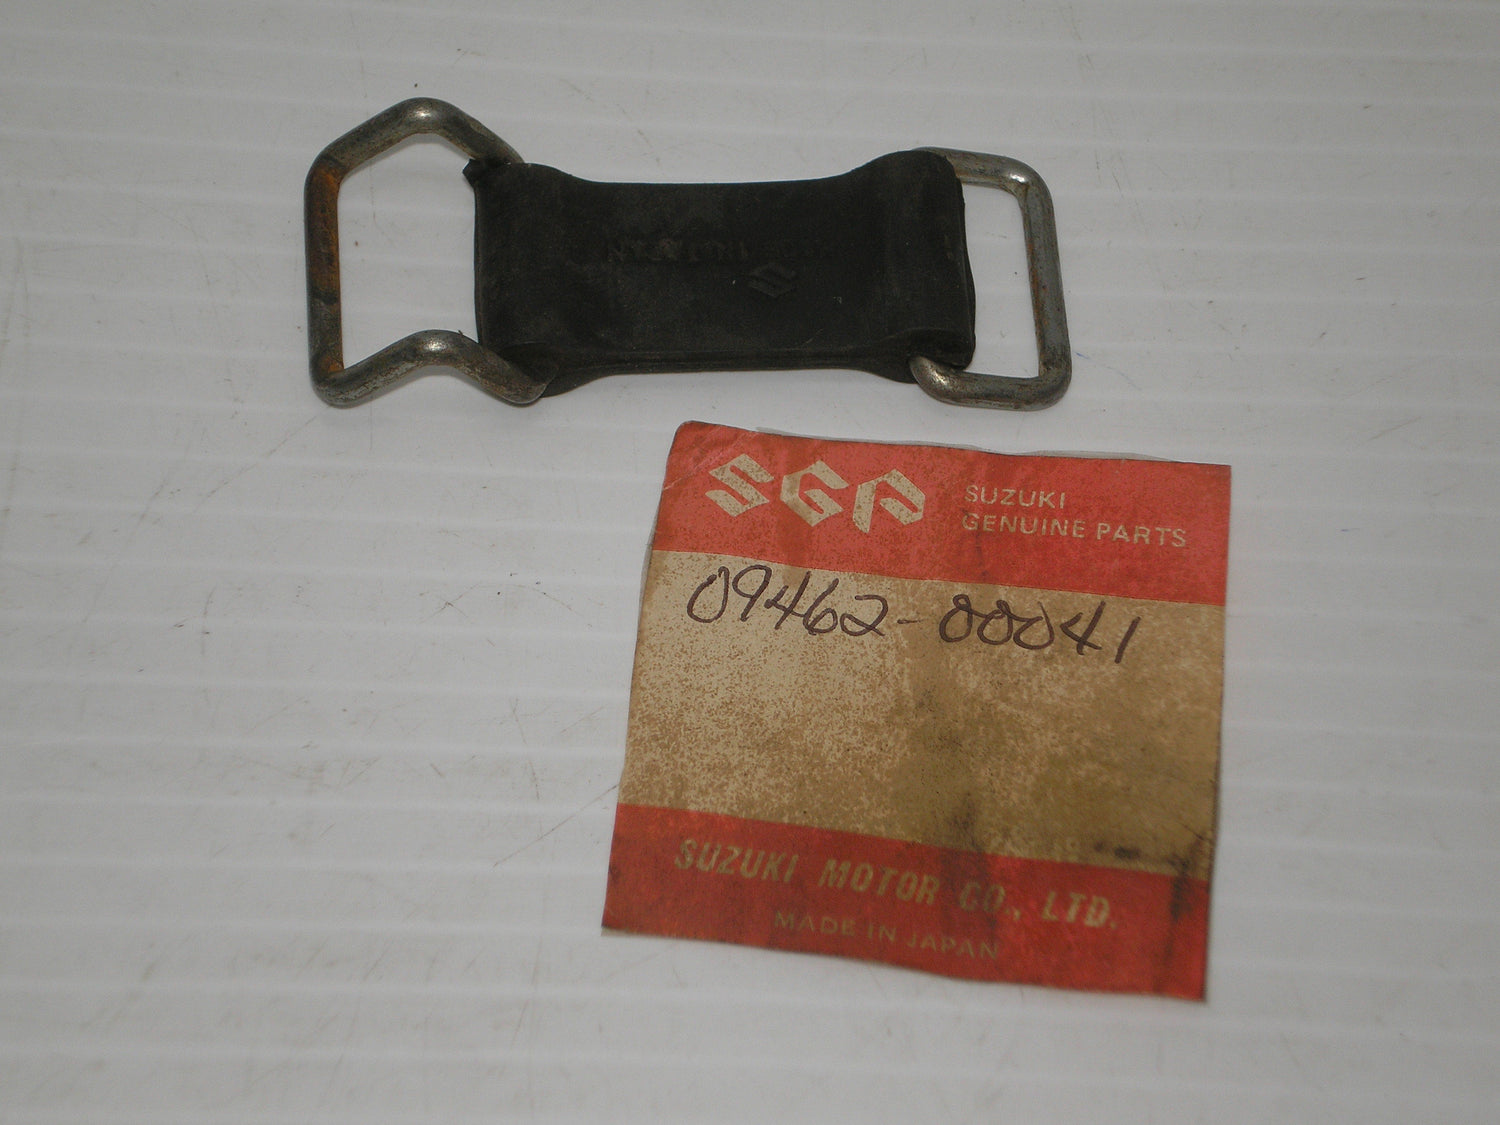 SGP
SUZUKI
GENUINE PARTS
09462-00041
SUZUKI MOTOR CO., LTD.
MADE IN JAPAN